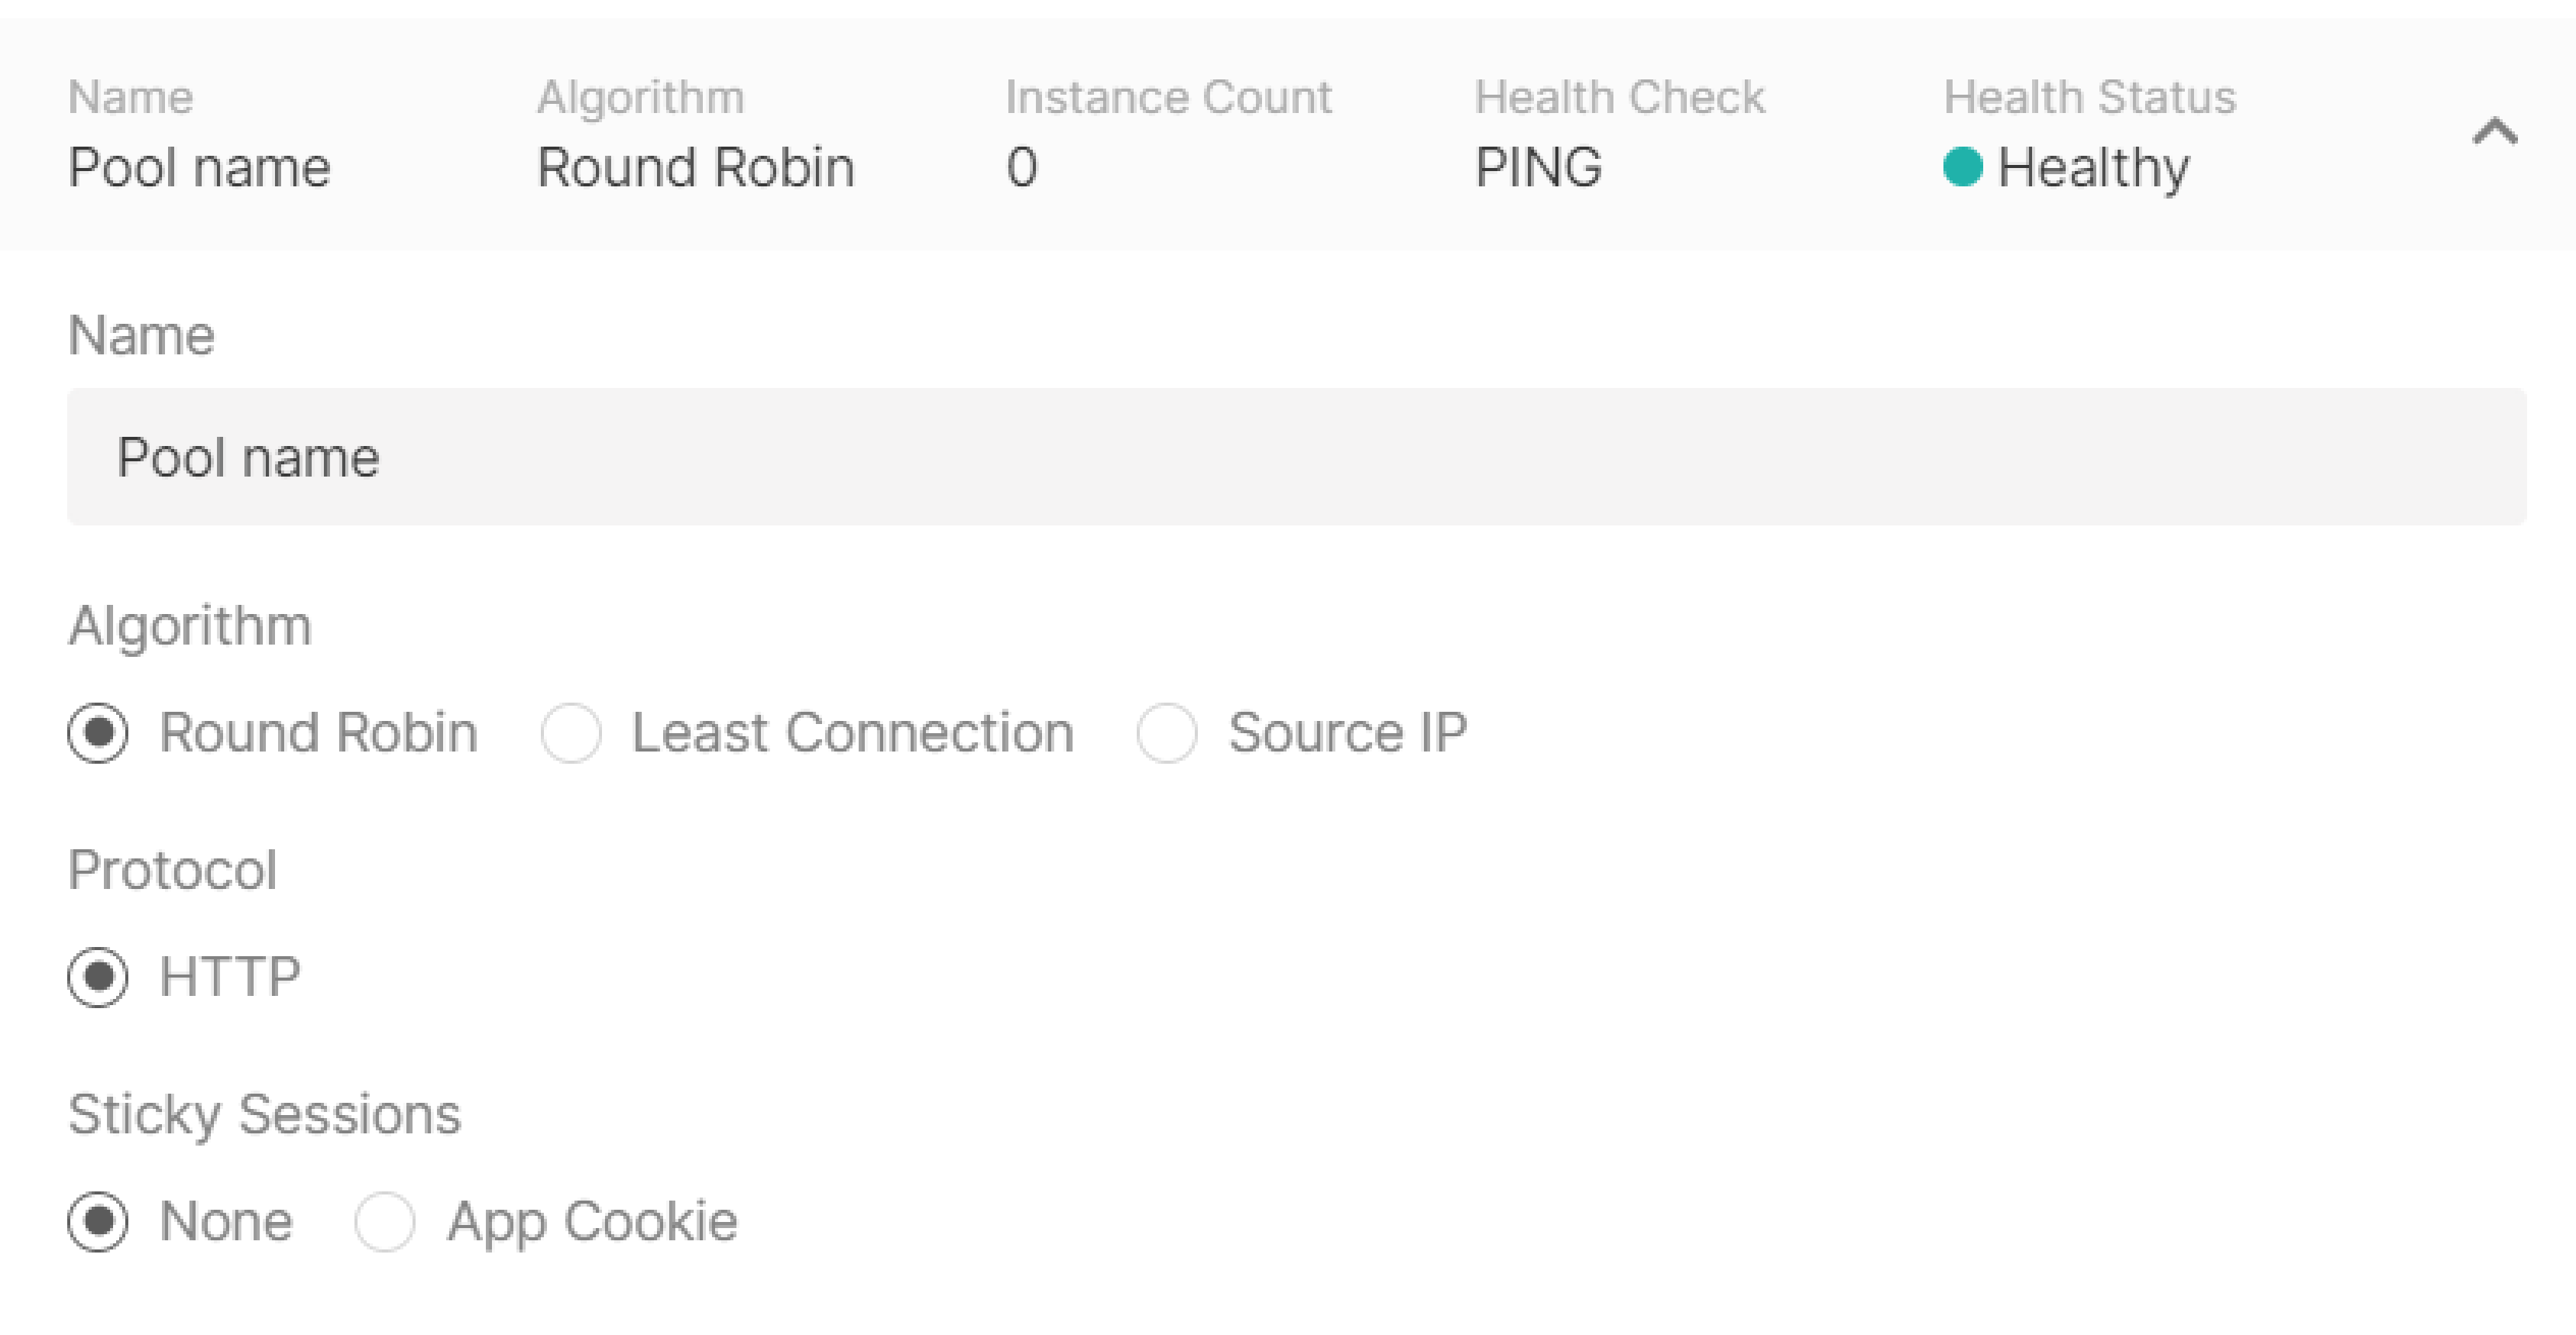 Name Algorithm Instance Count Health Check Health Status
Pool name Round Robin 0 PING Healthy
Name
Pool name
Algorithm
Round Robin Least Connection Source IP
Protocol
HTTP
Sticky Sessions
None App Cookie